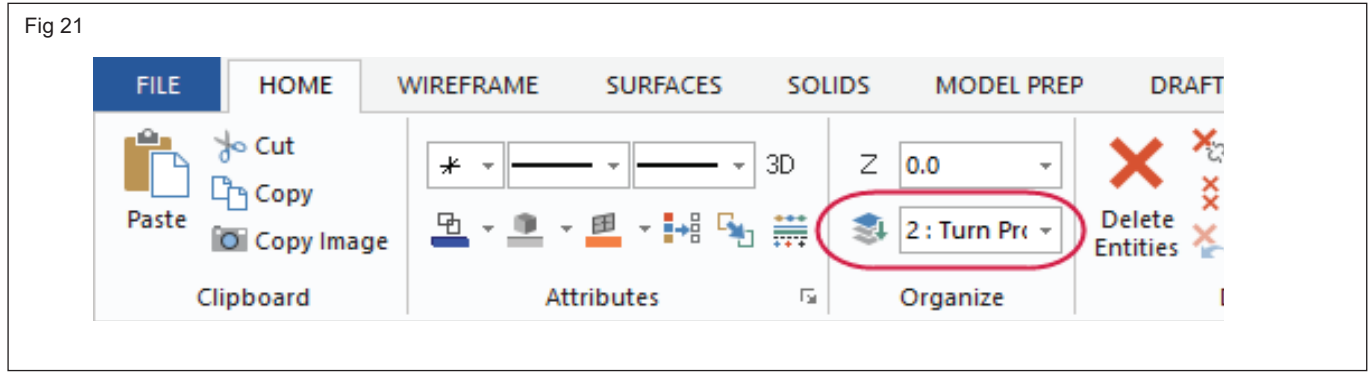 Fig 21
FILE HOME WIREFRAME SURFACES SOLIDS MODEL PREP DRAFT
Cut
Copy
Copy Image
Paste
Clipboard
3D
Attributes
Z 0.0
2 : Turn Pro
Organize
Delete
Entities